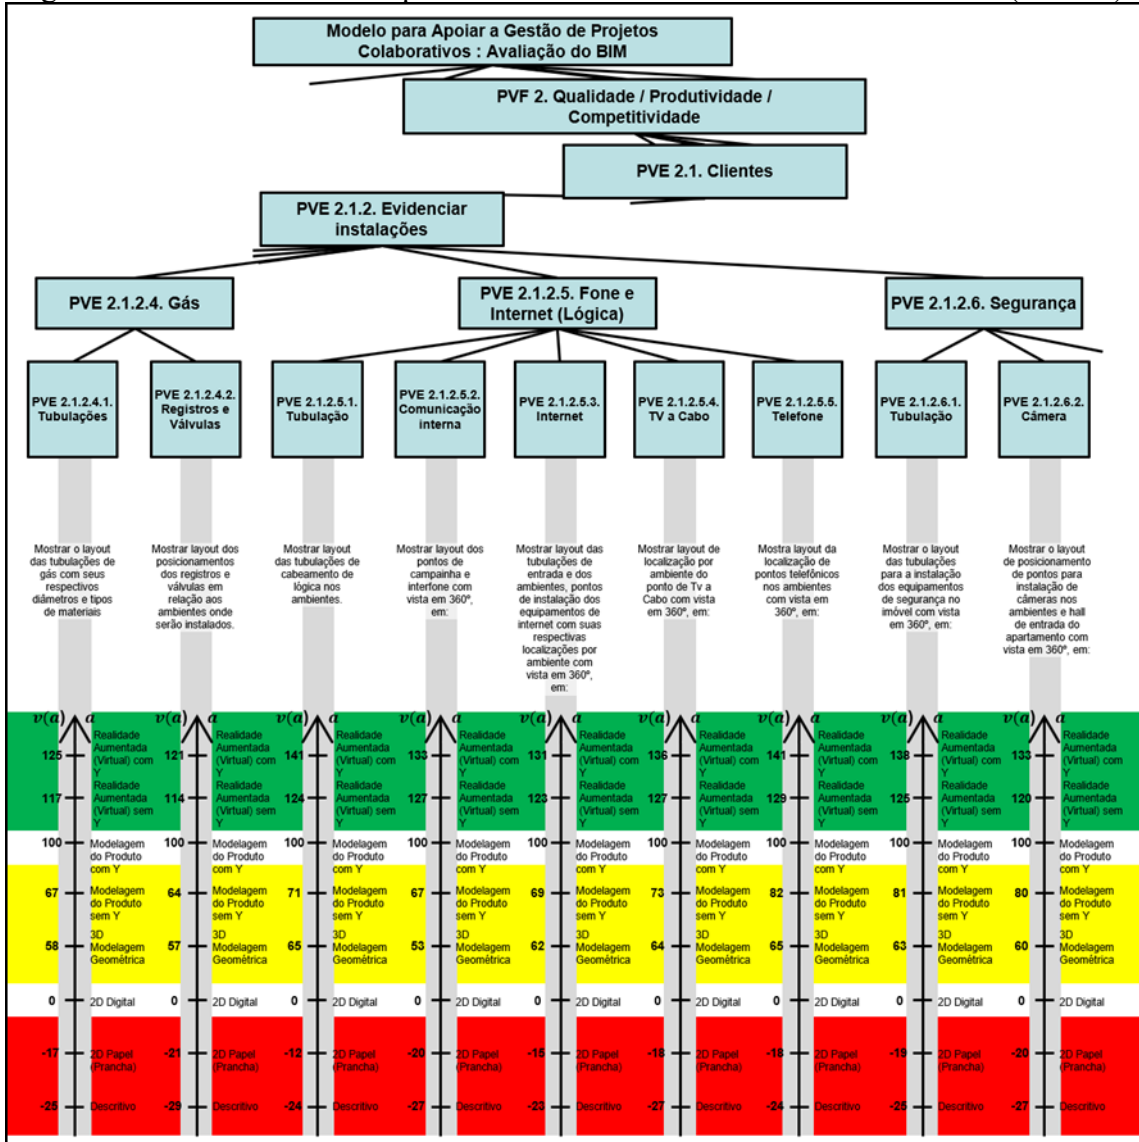 Modelo para Apoiar a Gestão de Projetos
Colaborativos : Avaliação do BIM
PVF 2. Qualidade / Produtividade /
Competitividade
PVE 2.1. Clientes
PVE 2.1.2. Evidenciar
instalações
PVE 2.1.2.4. Gás
PVE 2.1.2.5. Fone e
Internet (Lógica)
PVE 2.1.2.6. Segurança
PVE 2.1.2.4.1.
Tubulações
PVE 2.1.2.4.2.
Registros e
Válvulas
PVE 2.1.2.5.1.
Tubulação
PVE 2.1.2.5.2.
Comunicação
interna
PVE 2.1.2.5.3.
Internet
PVE 2.1.2.5.4.
TV a Cabo
PVE 2.1.2.5.5.
Telefone
PVE 2.1.2.6.1.
Tubulação
PVE 2.1.2.6.2.
Câmera
Mostrar o layout
das tubulações de
gás com seus
respectivos
diâmetros e tipos
de materiais
Mostrar layout dos
posicionamentos
dos registros e
válvulas em
relação aos
ambientes onde
serão instalados.
Mostrar layout
das tubulações de
cabeamento de
lógica nos
ambientes.
Mostrar layout dos
pontos de
campainha e
interfone com
vista em 360º,
em:
Mostrar layout das
tubulações de
entrada e dos
ambientes, pontos
de instalação dos
equipamentos de
internet com suas
respectivas
localizações por
ambiente com
vista em 360º,
em:
Mostrar layout de
localização por
ambiente do
ponto de Tv a
Cabo com vista
em 360º, em:
Mostra layout da
localização de
pontos telefônicos
nos ambientes
com vista em
360º, em:
Mostrar o layout
das tubulações
para a instalação
dos equipamentos
de segurança no
imóvel com vista
em 360º, em:
Mostrar o layout
de posicionamento
de pontos para
instalação de
câmeras nos
ambientes e hall
de entrada do
apartamento com
vista em 360º, em:
v(a) a
125 Realidade
Aumentada
(Virtual) com
Y
117 Realidade
Aumentada
(Virtual) sem
Y
100 Modelagem
do Produto
com Y
67 Modelagem
do Produto
sem Y
58 3D
Modelagem
Geométrica
0 2D Digital
-17 2D Papel
(Prancha)
-25 Descritivo
v(a) a
121 Realidade
Aumentada
(Virtual) com
Y
114 Realidade
Aumentada
(Virtual) sem
Y
100 Modelagem
do Produto
com Y
64 Modelagem
do Produto
sem Y
57 3D
Modelagem
Geométrica
0 2D Digital
-21 2D Papel
(Prancha)
-29 Descritivo
v(a) a
141 Realidade
Aumentada
(Virtual) com
Y
124 Realidade
Aumentada
(Virtual) sem
Y
100 Modelagem
do Produto
com Y
71 Modelagem
do Produto
sem Y
65 3D
Modelagem
Geométrica
0 2D Digital
-12 2D Papel
(Prancha)
-24 Descritivo
v(a) a
133 Realidade
Aumentada
(Virtual) com
Y
127 Realidade
Aumentada
(Virtual) sem
Y
100 Modelagem
do Produto
com Y
67 Modelagem
do Produto
sem Y
53 3D
Modelagem
Geométrica
0 2D Digital
-20 2D Papel
(Prancha)
-27 Descritivo
v(a) a
131 Realidade
Aumentada
(Virtual) com
Y
123 Realidade
Aumentada
(Virtual) sem
Y
100 Modelagem
do Produto
com Y
69 Modelagem
do Produto
sem Y
62 3D
Modelagem
Geométrica
0 2D Digital
-15 2D Papel
(Prancha)
-23 Descritivo
v(a) a
136 Realidade
Aumentada
(Virtual) com
Y
127 Realidade
Aumentada
(Virtual) sem
Y
100 Modelagem
do Produto
com Y
73 Modelagem
do Produto
sem Y
64 3D
Modelagem
Geométrica
0 2D Digital
-18 2D Papel
(Prancha)
-27 Descritivo
v(a) a
141 Realidade
Aumentada
(Virtual) com
Y
129 Realidade
Aumentada
(Virtual) sem
Y
100 Modelagem
do Produto
com Y
82 Modelagem
do Produto
sem Y
65 3D
Modelagem
Geométrica
0 2D Digital
-18 2D Papel
(Prancha)
-24 Descritivo
v(a) a
138 Realidade
Aumentada
(Virtual) com
Y
125 Realidade
Aumentada
(Virtual) sem
Y
100 Modelagem
do Produto
com Y
81 Modelagem
do Produto
sem Y
63 3D
Modelagem
Geométrica
0 2D Digital
-19 2D Papel
(Prancha)
-25 Descritivo
v(a) a
133 Realidade
Aumentada
(Virtual) com
Y
120 Realidade
Aumentada
(Virtual) sem
Y
100 Modelagem
do Produto
com Y
80 Modelagem
do Produto
sem Y
60 3D
Modelagem
Geométrica
0 2D Digital
-20 2D Papel
(Prancha)
-27 Descritivo